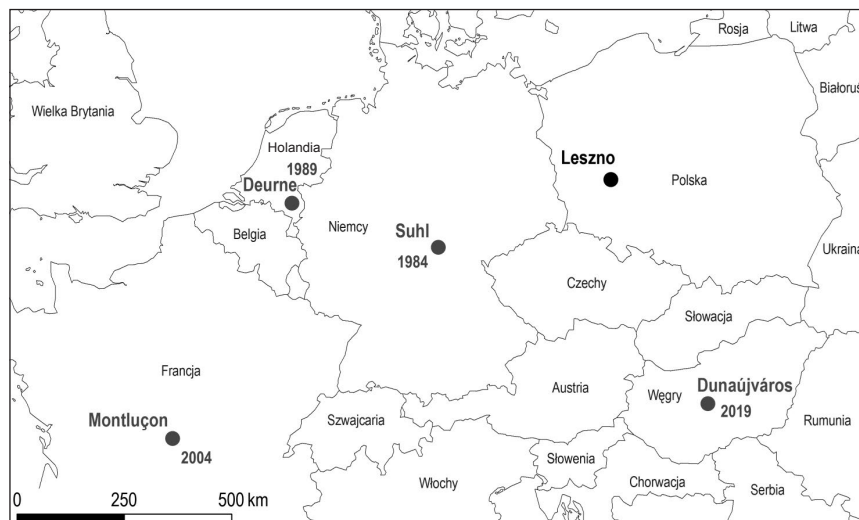 Rosja
Litwa
Białoruś
Wielka Brytania
Holandia
1989
Deurne
Leszno
Polska
Belgia
Niemcy
Suhl
1984
Ukraina
Czechy
Słowacja
Francja
Austria
Węgry
Dunaújváros
2019
Montluçon
2004
Szwajcaria
Rumunia
Włochy
Słowenia
Chorwacja
Serbia
0
250
500 km